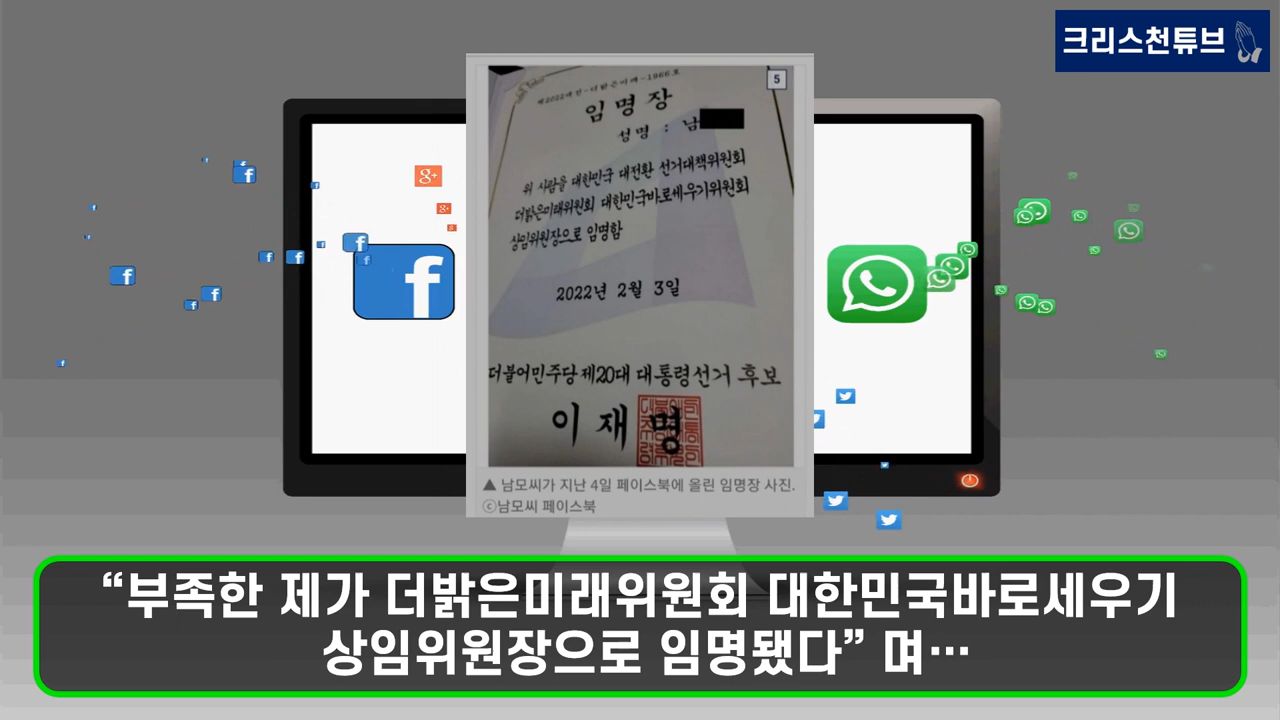 크리스천튜브
5
제2022대선-더밝은미래-1966호
임명장
성명 : 남
위 사람을 대한민국 대전환 선거대책위원회
더밝은미래위원회 대한민국바로세우기위원회
상임위원장으로 임명함
2022년 2월 3일
더불어민주당 제20대 대통령선거 후보
이재명
▲ 남모씨가 지난 4일 페이스북에 올린 임명장 사진.
ⓒ남모씨 페이스북
“부족한 제가 더밝은미래위원회 대한민국바로세우기
상임위원장으로 임명됐다” 며…